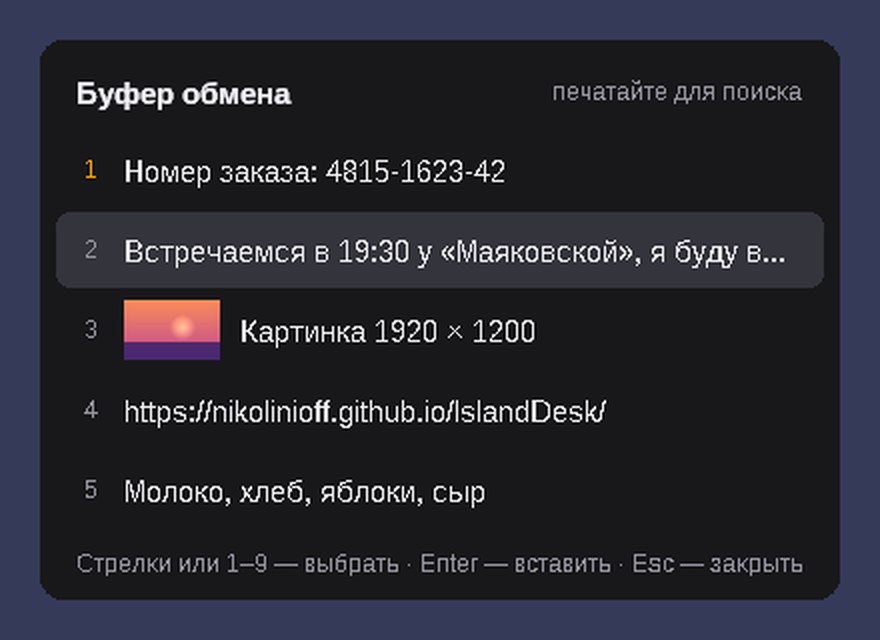 Буфер обмена
печатайте для поиска
1 Номер заказа: 4815-1623-42
2 Встречаемся в 19:30 у «Маяковской», я буду в...
3 Картинка 1920 × 1200
4 https://nikolinioff.github.io/IslandDesk/
5 Молоко, хлеб, яблоки, сыр
Стрелки или 1–9 — выбрать · Enter — вставить · Esc — закрыть